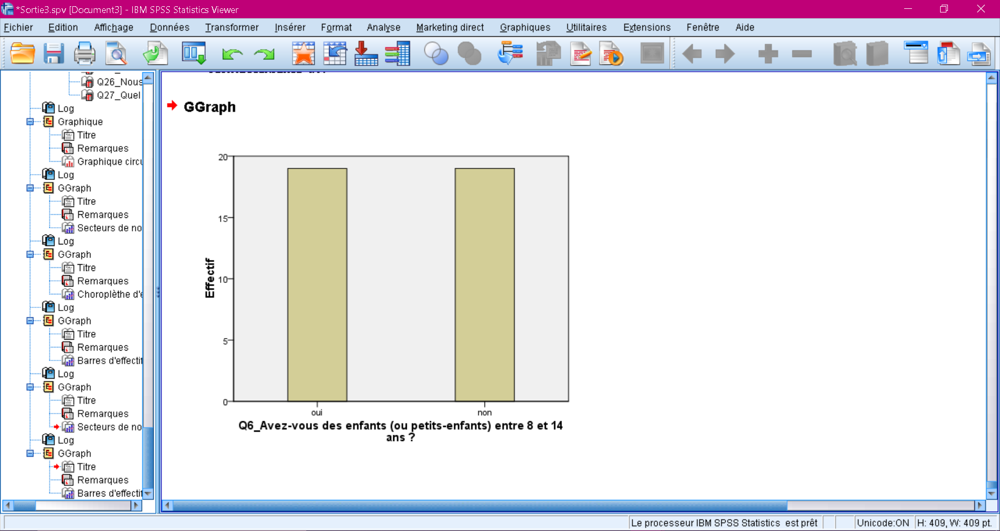 *Sortie3.spv [Document3] - IBM SPSS Statistics Viewer
Fichier Edition Affichage Données Transformer Insérer Format Analyse Marketing direct Graphiques Utilitaires Extensions Fenêtre Aide
Q26_Nous
Q27_Quel
Log
Graphique
Titre
Remarques
Graphique circu
Log
GGraph
Titre
Remarques
Secteurs de no
Log
GGraph
Titre
Remarques
Choroplèthe d'e
Log
GGraph
Titre
Remarques
Barres d'effectif
Log
GGraph
Titre
Remarques
Secteurs de no
Log
GGraph
Titre
Remarques
Barres d'effectif
GGraph
20
15
10
5
0
Effectif
oui non
Q6_Avez-vous des enfants (ou petits-enfants) entre 8 et 14
ans ?
Le processeur IBM SPSS Statistics est prêt Unicode:ON H: 409, W: 409 pt.